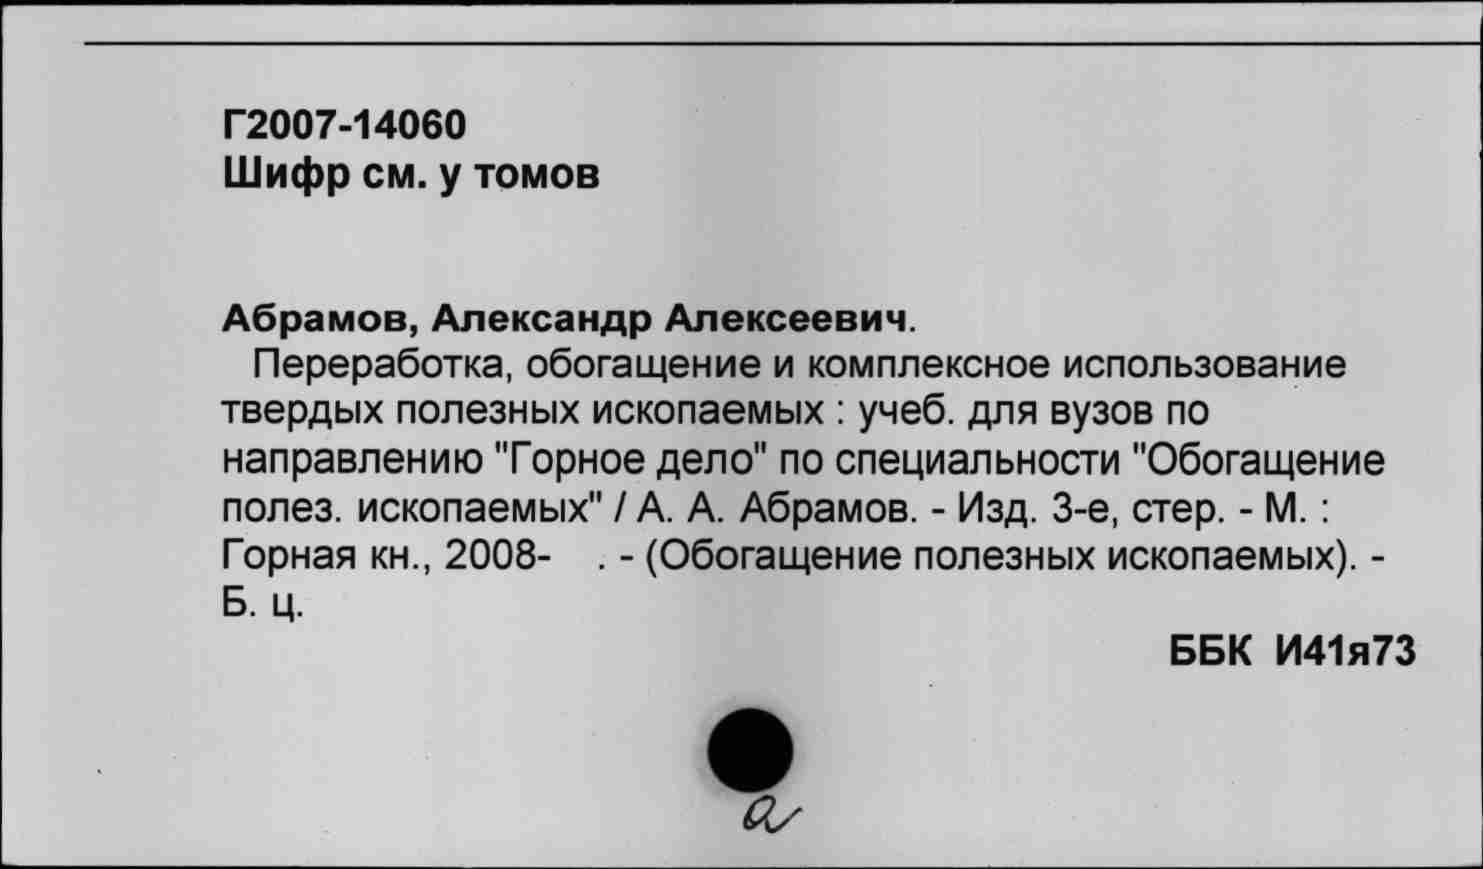 Г2007-14060
Шифр см. у томов
Абрамов, Александр Алексеевич.
Переработка, обогащение и комплексное использование
твердых полезных ископаемых : учеб. для вузов по
направлению "Горное дело" по специальности "Обогащение
полез. ископаемых" / А. А. Абрамов. - Изд. 3-е, стер. - М. :
Горная кн., 2008-    . - (Обогащение полезных ископаемых). -
Б. ц.
ББК И41я73
а